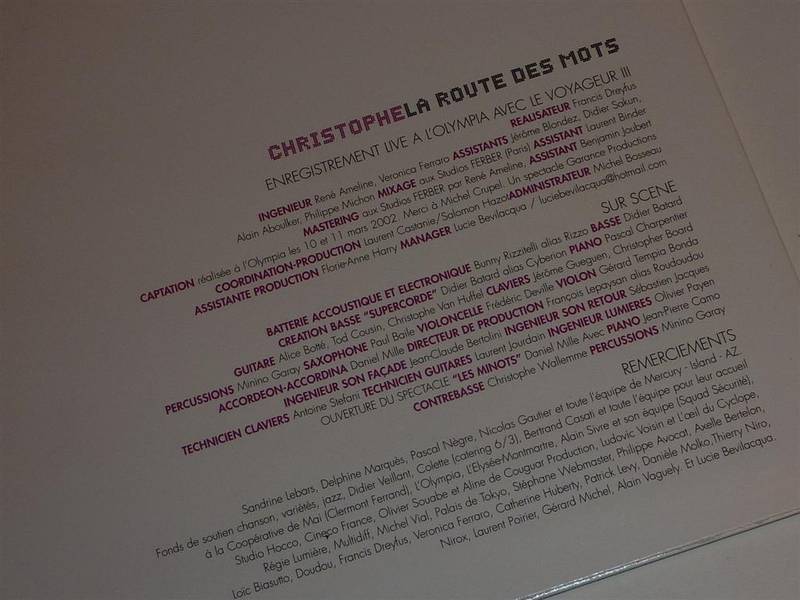 CHRISTOPHELA ROUTE DES MOTS
ENREGISTREMENT LIVE A L'OLYMPIA AVEC LE VOYAGEUR III
REALISATEUR Francis Dreyfus
INGENIEUR René Ameline, Veronica Ferraro ASSISTANTS Jérôme Blondez, Didier Sakun,
Alain Aboulker, Philippe Michon MIXAGE aux Studios FERBER (Paris) ASSISTANT Laurent Binder
MASTERING aux Studios FERBER par René Ameline, ASSISTANT Benjamin Joubert
CAPTATION réalisée à l'Olympia les 10 et 11 mars 2002. Merci à Michel Crupel. Un spectacle Garance Productions
COORDINATION-PRODUCTION Laurent Castanie/Salomon Hazot ADMINISTRATEUR Michel Bosseau
ASSISTANTE PRODUCTION Florie-Anne Harry MANAGER Lucie Bevilacqua / luciebevilacqua@hotmail.com
SUR SCENE
BATTERIE ACCOUSTIQUE ET ELECTRONIQUE Bunny Rizzitelli alias Rizzo BASSE Didier Batard
CREATION BASSE "SUPERCORDE" Didier Batard alias Cyberion PIANO Pascal Charpentier
GUITARE Alice Botté, Tod Cousin, Christophe Van Huffel CLAVIERS Jérôme Gueguen, Christopher Board
PERCUSSIONS Minino Garay SAXOPHONE Paul Baile VIOLONCELLE Frédéric Deville VIOLON Gérard Tempia Bonda
ACCORDEON-ACCORDINA Daniel Mille DIRECTEUR DE PRODUCTION François Lepaysan alias Roudoudou
INGENIEUR SON FAÇADE Jean-Claude Bertolini INGENIEUR SON RETOUR Sébastien Jacques
TECHNICIEN CLAVIERS Antoine Stefani TECHNICIEN GUITARES Laurent Jourdain INGENIEUR LUMIERES Olivier Payen
OUVERTURE DU SPECTACLE "LES MINOTS" Daniel Mille Avec PIANO Jean-Pierre Como
CONTREBASSE Christophe Wallemme PERCUSSIONS Minino Garay
REMERCIEMENTS
Sandrine Lebars, Delphine Marquès, Pascal Nègre, Nicolas Gautier et toute l'équipe de Mercury - Island - AZ.
Fonds de soutien chanson, variétés, jazz, Didier Veillant, Colette (catering 6/3), Bertrand Casati et toute l'équipe pour leur accueil
à la Coopérative de Mai (Clermont Ferrand), L'Olympia, L'Elysée-Montmartre, Alain Sivre et son équipe (Squad Sécurité),
Studio Hocco, Cineco France, Olivier Souabe et Aline de Couguar Production, Ludovic Voisin et L'œil du Cyclope,
Régie Lumière, Multidiff, Michel Vial, Palais de Tokyo, Stéphane Webmaster, Philippe Avocat, Axelle Bertelon,
Loïc Biasutto, Doudou, Francis Dreyfus, Veronica Ferraro, Catherine Huberty, Patrick Levy, Danièle Molko, Thierry Niro,
Nirox, Laurent Poirier, Gérard Michel, Alain Vaguely. Et Lucie Bevilacqua.